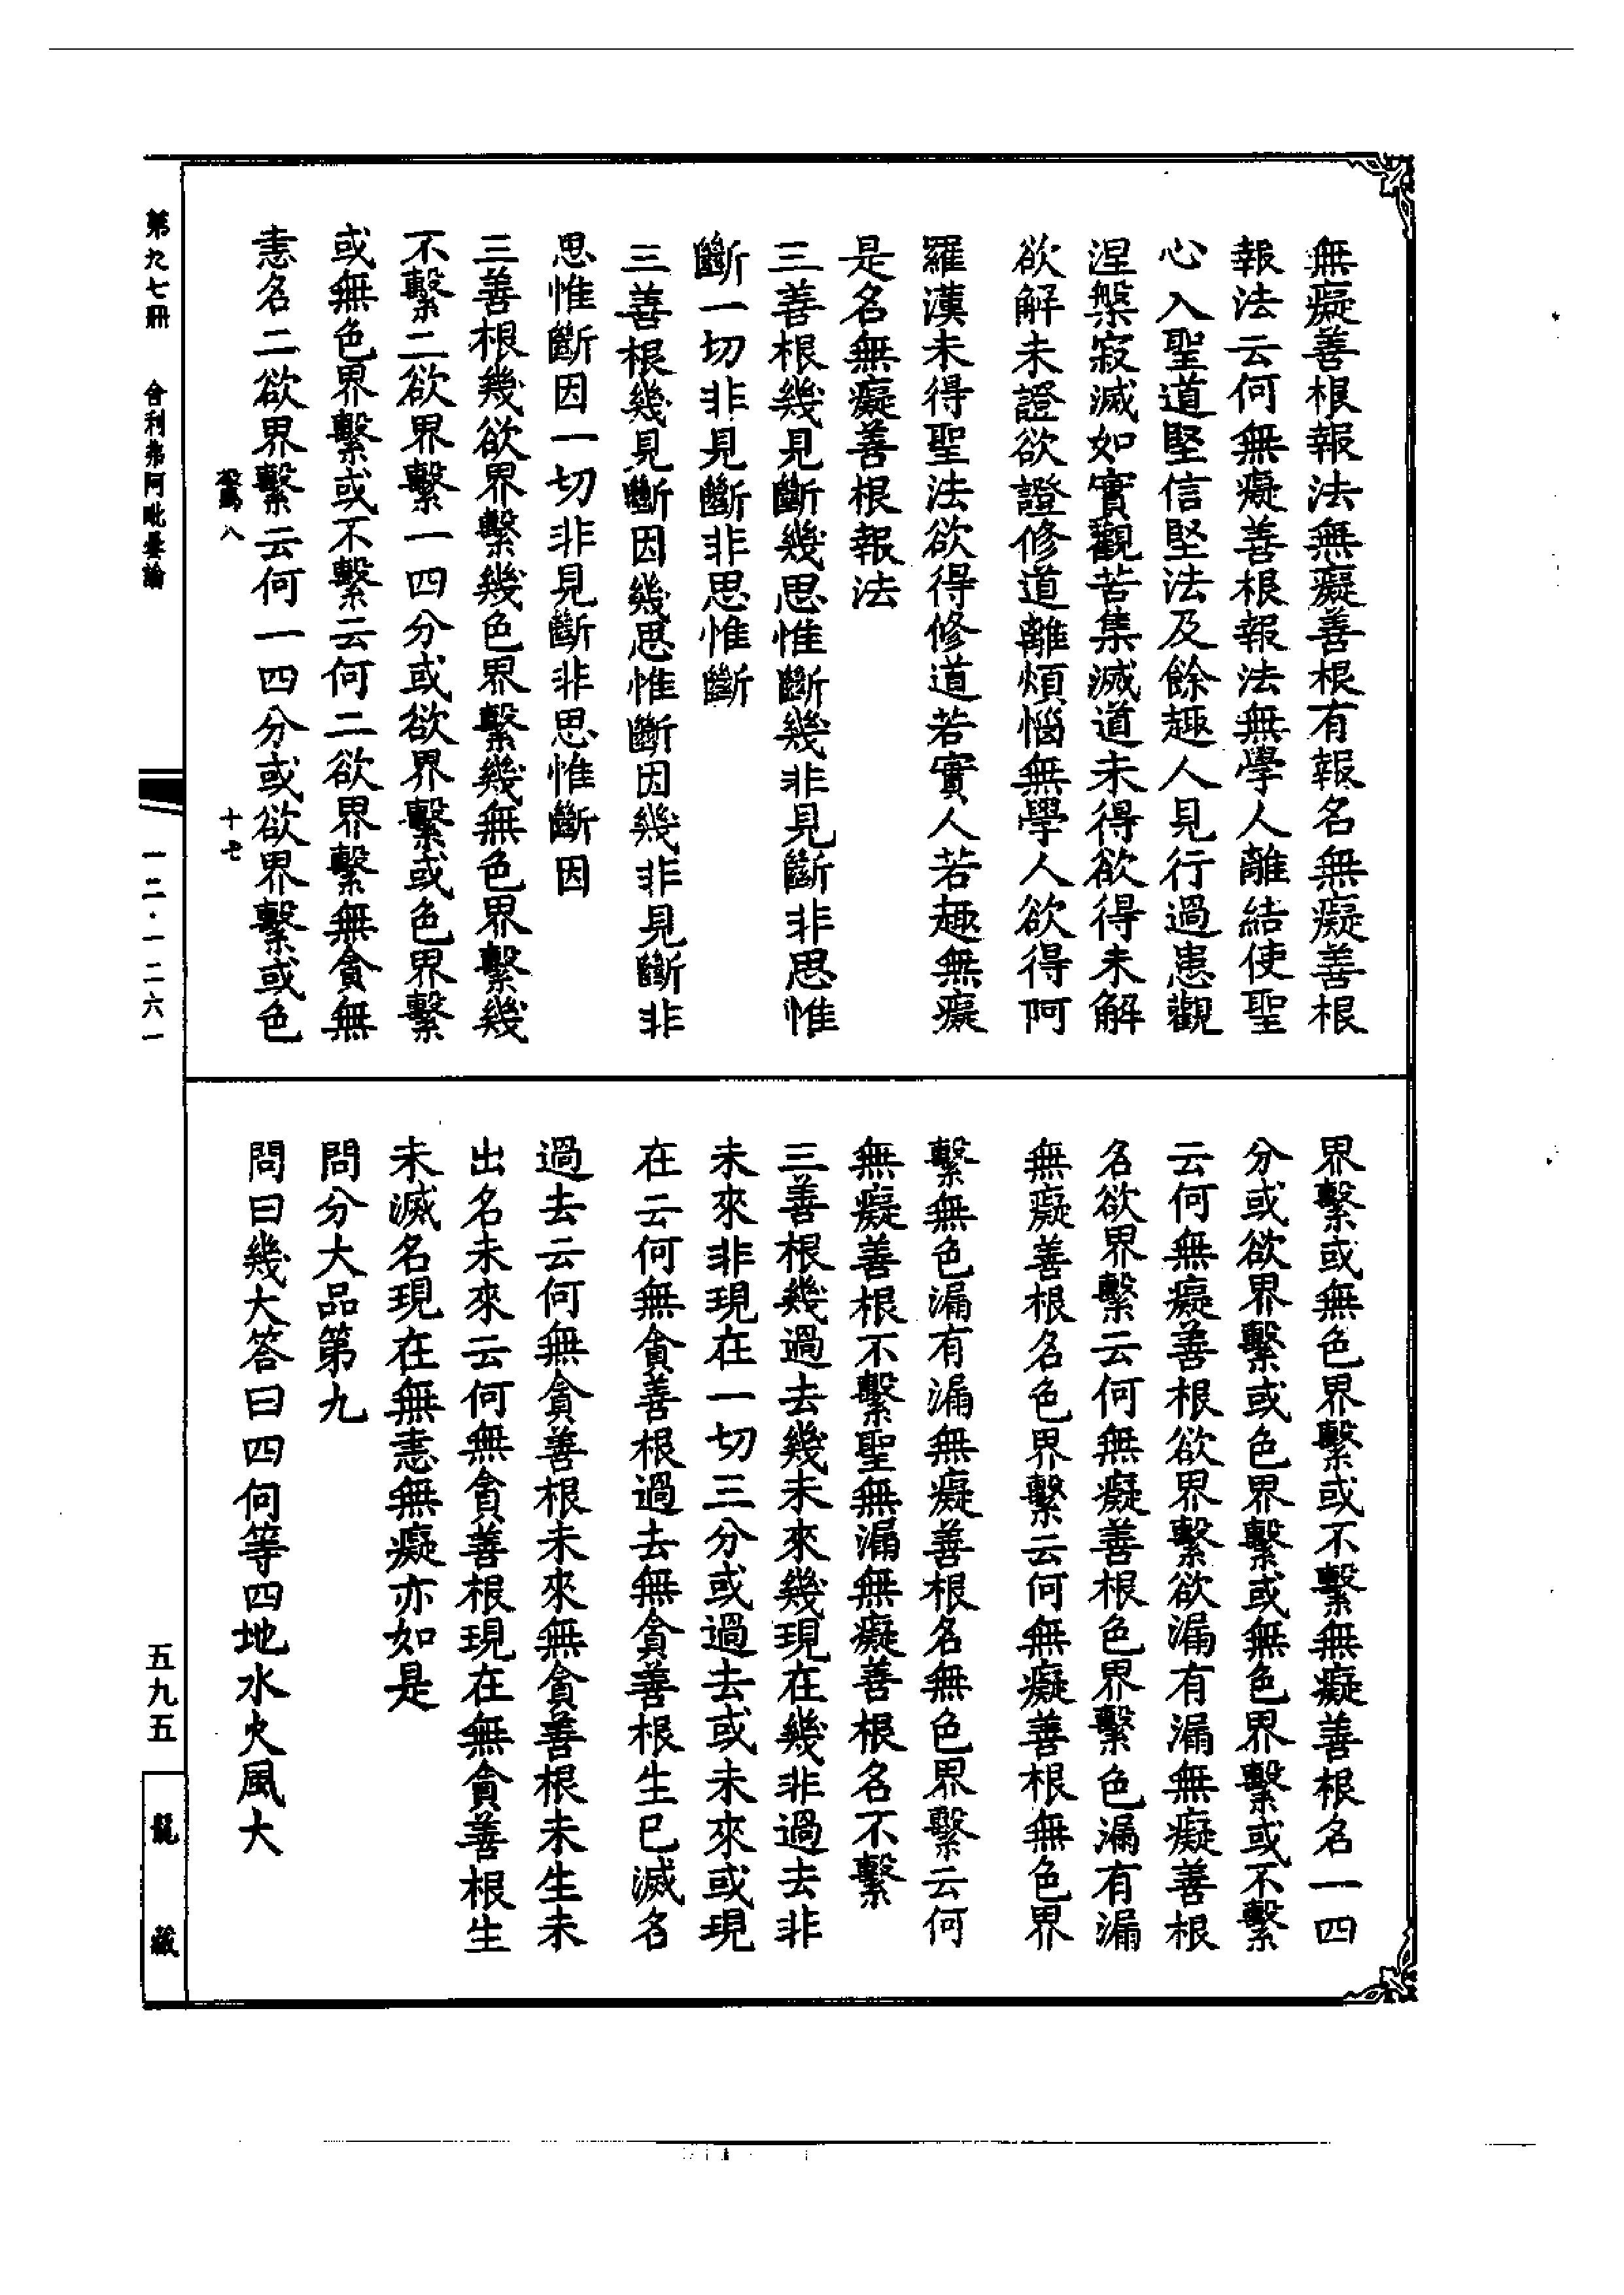 無癡善根報法無癡善根有報名無癡善根
報法云何無癡善根報法無學人離結使聖
心入聖道堅信堅法及餘趣人見行過患觀
涅槃寂滅如實觀苦集滅道未得欲得未解
欲解未證欲證修道離煩惱無學人欲得阿
羅漢未得聖法欲得修道若實人若趣無癡
是名無癡善根報法
三善根幾見斷幾思惟斷幾非見斷非思惟
斷一切非見斷非思惟斷
三善根幾見斷因幾思惟斷因幾非見斷非
思惟斷因一切非見斷非思惟斷因
三善根幾欲界繫幾色界繫幾無色界繫幾
不繫二欲界繫一四分或欲界繫或色界繫
或無色界繫或不繫云何二欲界繫無貪無
恚名二欲界繫云何一四分或欲界繫或色
界繫或無色界繫或不繫無癡善根名一四
分或欲界繫或色界繫或無色界繫或不繫
云何無癡善根欲界繫欲漏有漏無癡善根
名欲界繫云何無癡善根色界繫色漏有漏
無癡善根名色界繫云何無癡善根無色界
繫無色漏有漏無癡善根名無色界繫云何
無癡善根不繫聖無漏無癡善根名不繫
三善根幾過去幾未來幾現在幾非過去非
未來非現在一切三分或過去或未來或現
在云何無貪善根過去無貪善根生已滅名
過去云何無貪善根未來無貪善根未生未
出名未來云何無貪善根現在無貪善根生
未滅名現在無恚無癡亦如是
問分大品第九
問曰幾大答曰四何等四地水火風大
第九七冊 舍利弗阿毗曇論
八 十七
一二·一二六一
五九五
龍藏